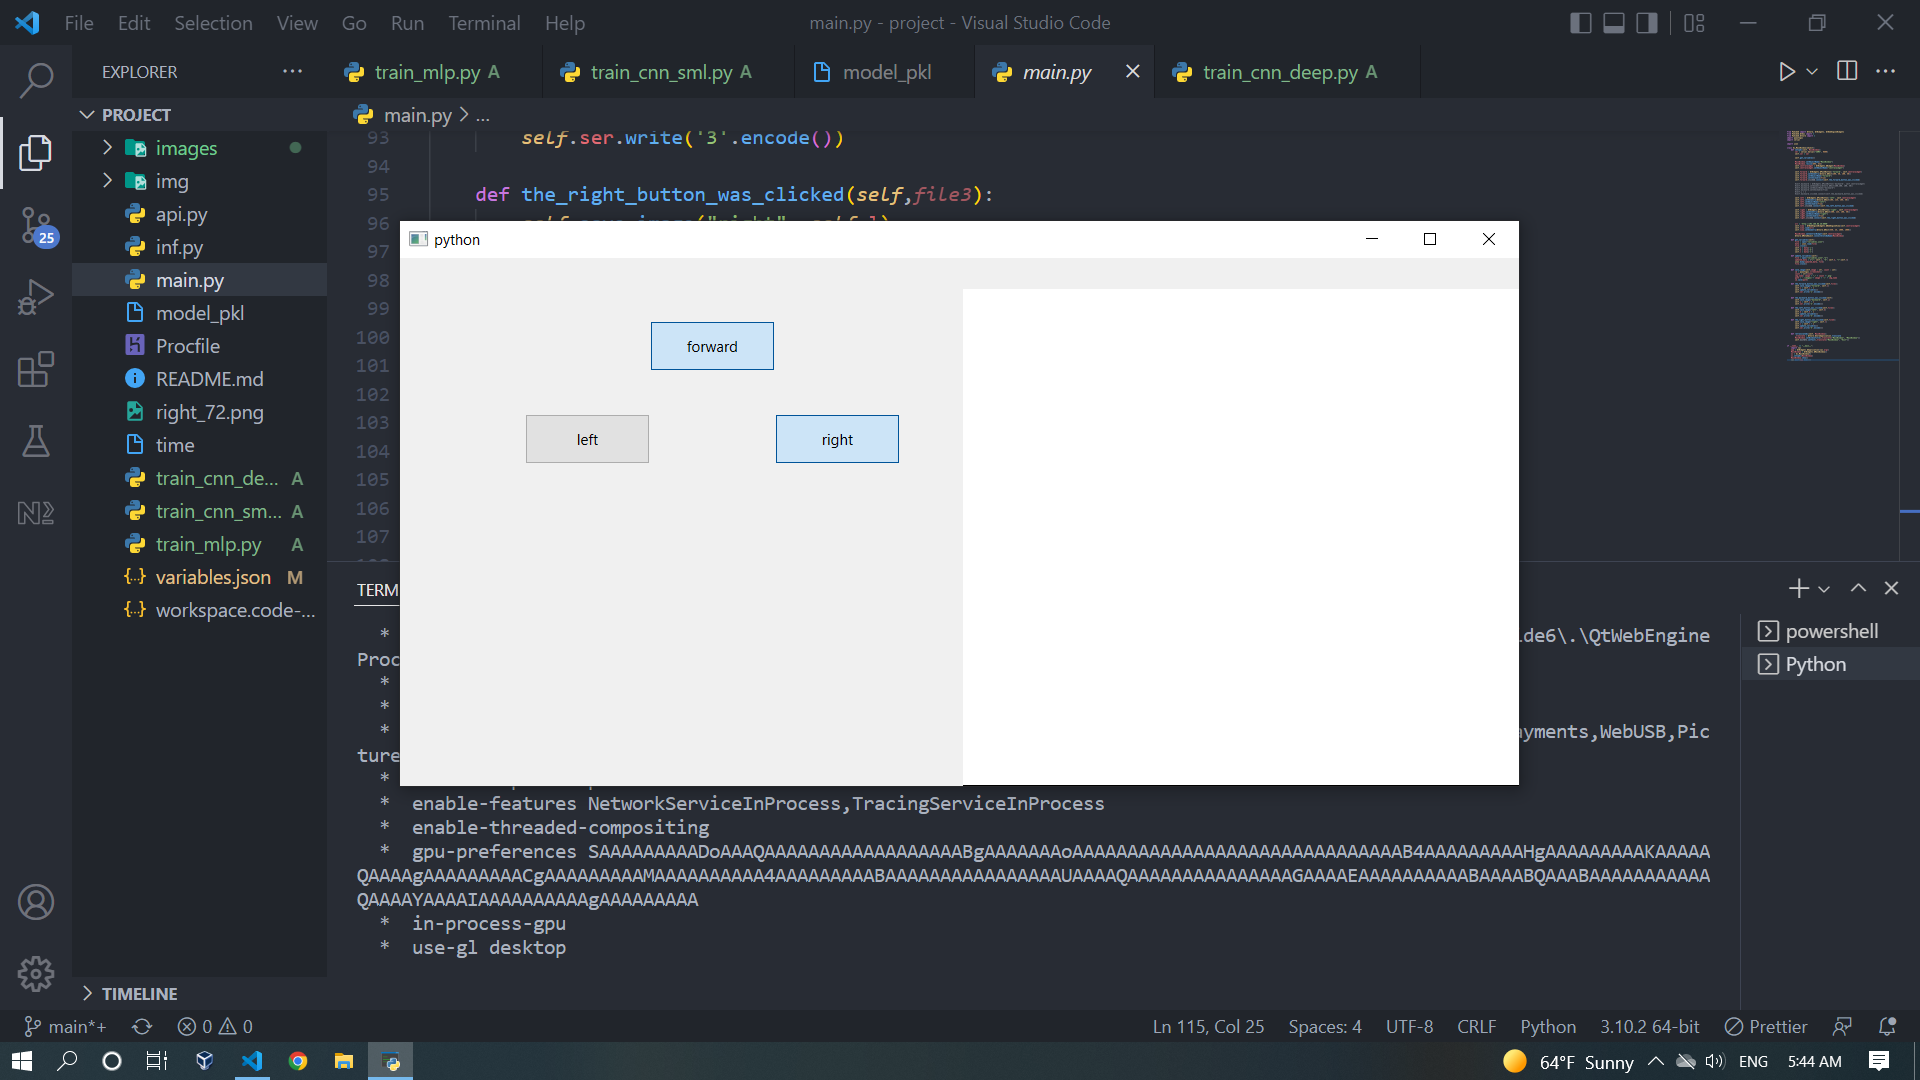 File Edit Selection View Go Run Terminal Help
main.py - project - Visual Studio Code
EXPLORER ...
train_mlp.py A
train_cnn_sml.py A
model_pkl
main.py
train_cnn_deep.py A
PROJECT
images
img
api.py
inf.py
main.py
model_pkl
Procfile
README.md
right_72.png
time
train_cnn_de... A
train_cnn_sm... A
train_mlp.py A
variables.json M
workspace.code-...
TIMELINE
25
main.py > ...
93 self.ser.write('3'.encode())
94
95 def the_right_button_was_clicked(self,file3):
96
97
98
99
100
101
102
103
104
105
106
107
python
forward
left
right
TERM
* de6\.\QtWebEngine
Proc
*
*
* ayments,WebUSB,Pic
ture
*
* enable-features NetworkServiceInProcess,TracingServiceInProcess
* enable-threaded-compositing
* gpu-preferences
* in-process-gpu
* use-gl desktop
powershell
Python
main*+ 0 0
Ln 115, Col 25 Spaces: 4 UTF-8 CRLF Python 3.10.2 64-bit Prettier
64°F Sunny ENG 5:44 AM